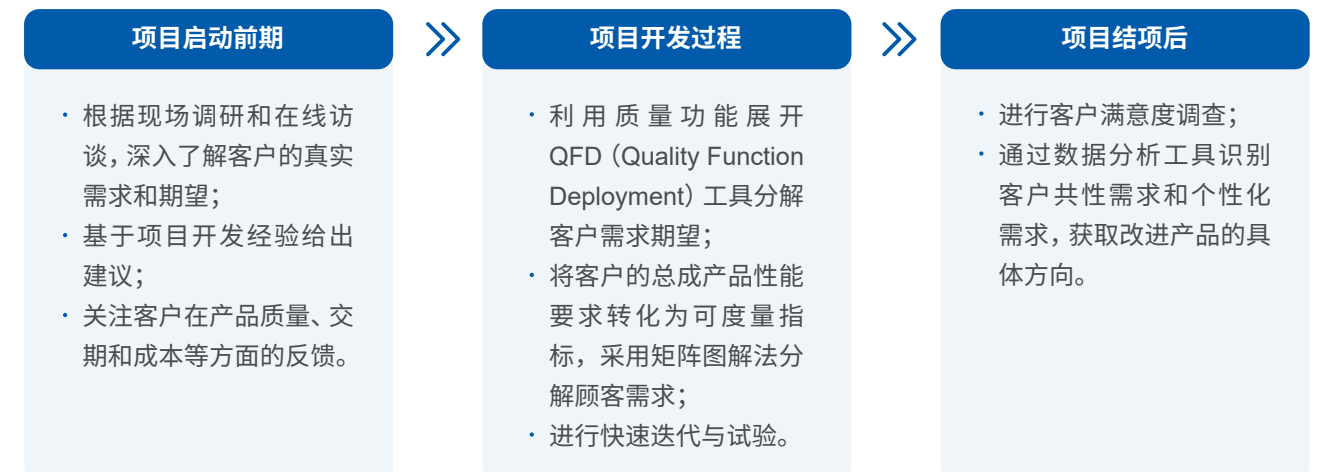 项目启动前期
· 根据现场调研和在线访
谈，深入了解客户的真实
需求和期望；
· 基于项目开发经验给出
建议；
· 关注客户在产品质量、交
期和成本等方面的反馈。
项目开发过程
· 利用质量功能展开
QFD（Quality Function
Deployment）工具分解
客户需求期望；
· 将客户的总成产品性能
要求转化为可度量指
标，采用矩阵图解法分
解顾客需求；
· 进行快速迭代与试验。
项目结项后
· 进行客户满意度调查；
· 通过数据分析工具识别
客户共性需求和个性化
需求，获取改进产品的具
体方向。